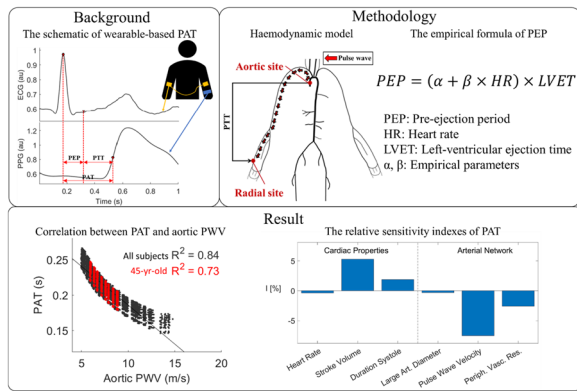 Background
The schematic of wearable-based PAT
ECG (au)
1.0
0.8
0.6
PPG (au)
1.2
1.0
0.8
0.6
PEP
PTT
PAT
0
0.2
0.4
0.6
0.8
1
Time (s)
Methodology
Haemodynamic model
Pulse wave
Aortic site
PTT
Radial site
The empirical formula of PEP
PEP = (α + β × HR) × LVET
PEP: Pre-ejection period
HR: Heart rate
LVET: Left-ventricular ejection time
α, β: Empirical parameters
Result
Correlation between PAT and aortic PWV
All subjects R² = 0.84
45-yr-old R² = 0.73
PAT (s)
0.25
0.2
0.15
5
10
15
20
Aortic PWV (m/s)
The relative sensitivity indexes of PAT
Cardiac Properties
Arterial Network
I [%]
5
0
-5
Heart Rate
Stroke Volume
Duration Systole
Large Art. Diameter
Pulse Wave Velocity
Periph. Vasc. Res.